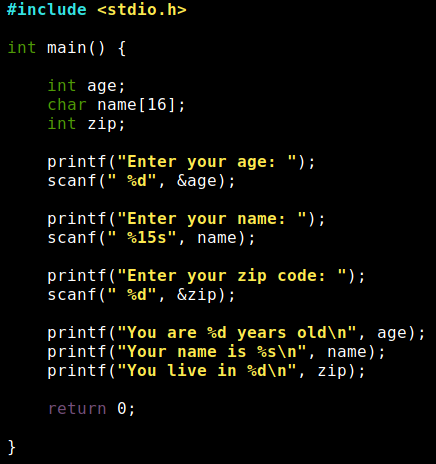 #include <stdio.h>

int main() {

    int age;
    char name[16];
    int zip;

    printf("Enter your age: ");
    scanf(" %d", &age);

    printf("Enter your name: ");
    scanf(" %15s", name);

    printf("Enter your zip code: ");
    scanf(" %d", &zip);

    printf("You are %d years old\n", age);
    printf("Your name is %s\n", name);
    printf("You live in %d\n", zip);

    return 0;

}